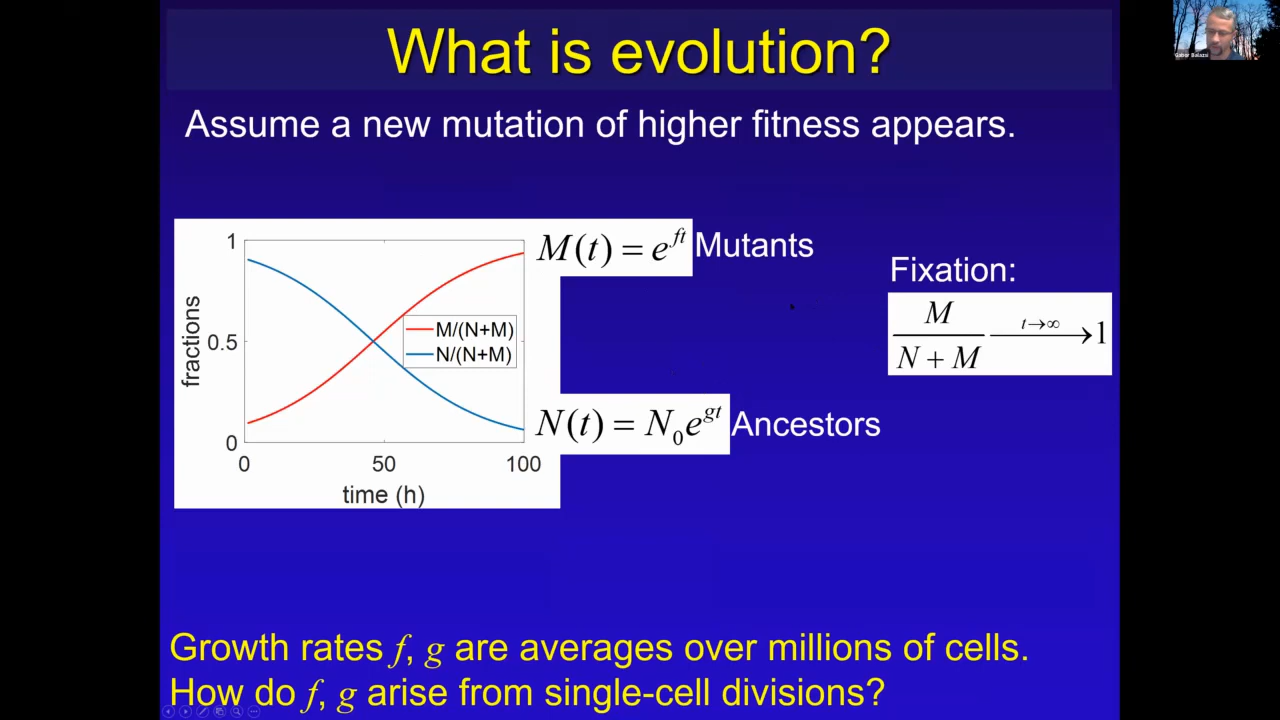 What is evolution?
Gabor Balazsi
Assume a new mutation of higher fitness appears.
1
0.5
0
fractions
0
50
100
time (h)
M/(N+M)
N/(N+M)
M(t) = e^{ft} Mutants
N(t) = N_0e^{gt} Ancestors
Fixation:
M
N + M
t→∞
1
Growth rates f, g are averages over millions of cells.
How do f, g arise from single-cell divisions?